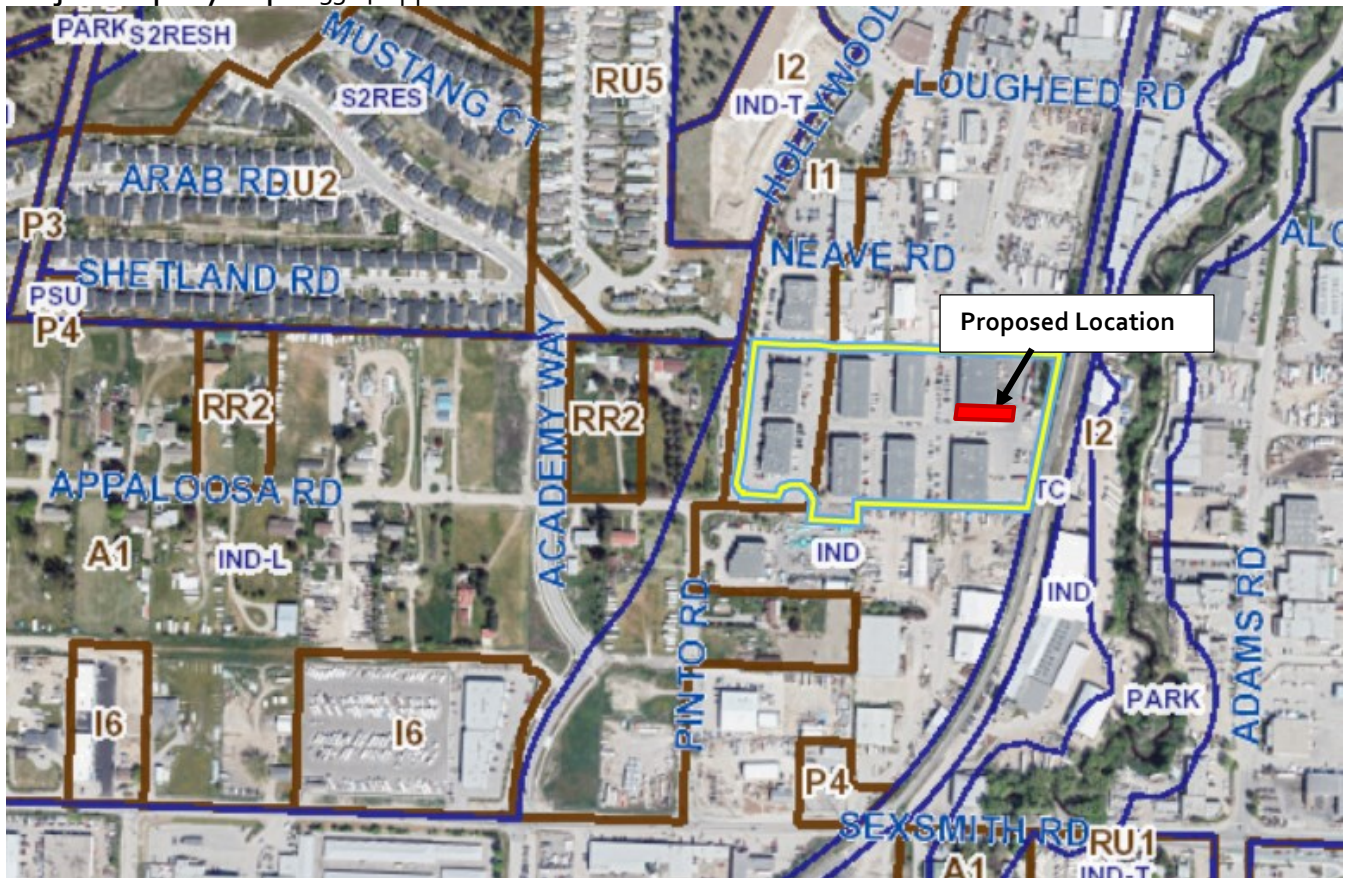 PARK
S2RESH
MUSTANG CT
S2RES
RU5
I2
IND-T
HOLLYWOOD
LOUGHEED RD
I1
ARAB RD
U2
P3
SHETLAND RD
PSU
P4
NEAVE RD
ALO
Proposed Location
RR2
ACADEMY WAY
RR2
I2
APPALOOSA RD
TC
A1
IND-L
IND
IND
PINTO RD
ADAMS RD
PARK
I6
I6
P4
SEXSMITH RD
RU1
A1
IND-T